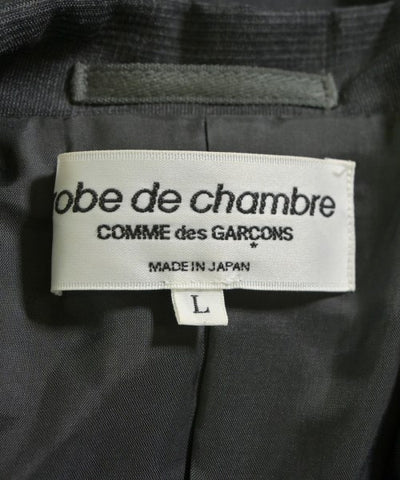 robe de chambre
COMME des GARÇONS
MADE IN JAPAN
L